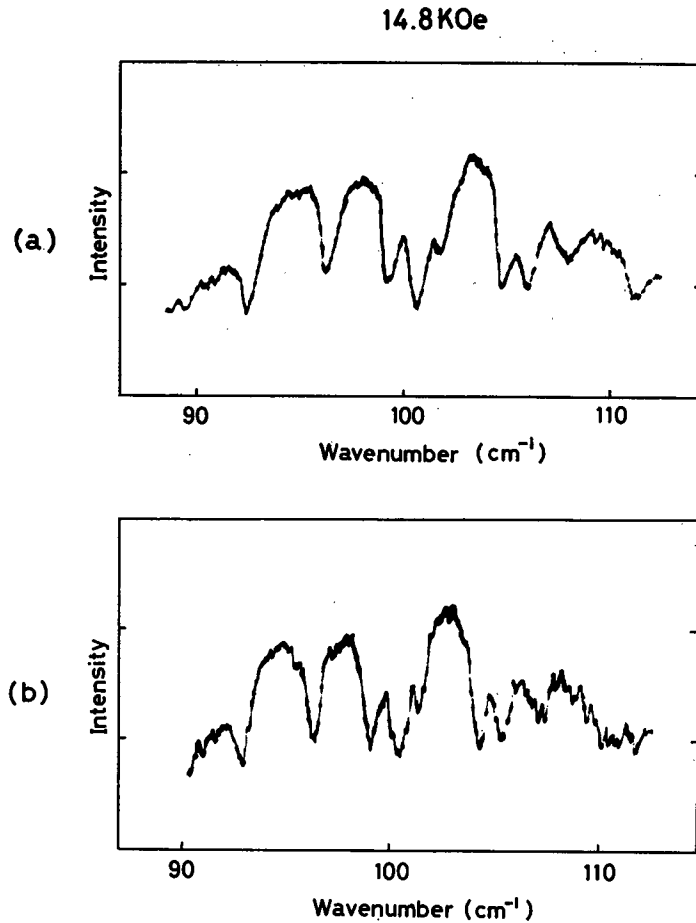 14.8KOe
(a)
Intensity
90 100 110
Wavenumber (cm⁻¹)
(b)
Intensity
90 100 110
Wavenumber (cm⁻¹)